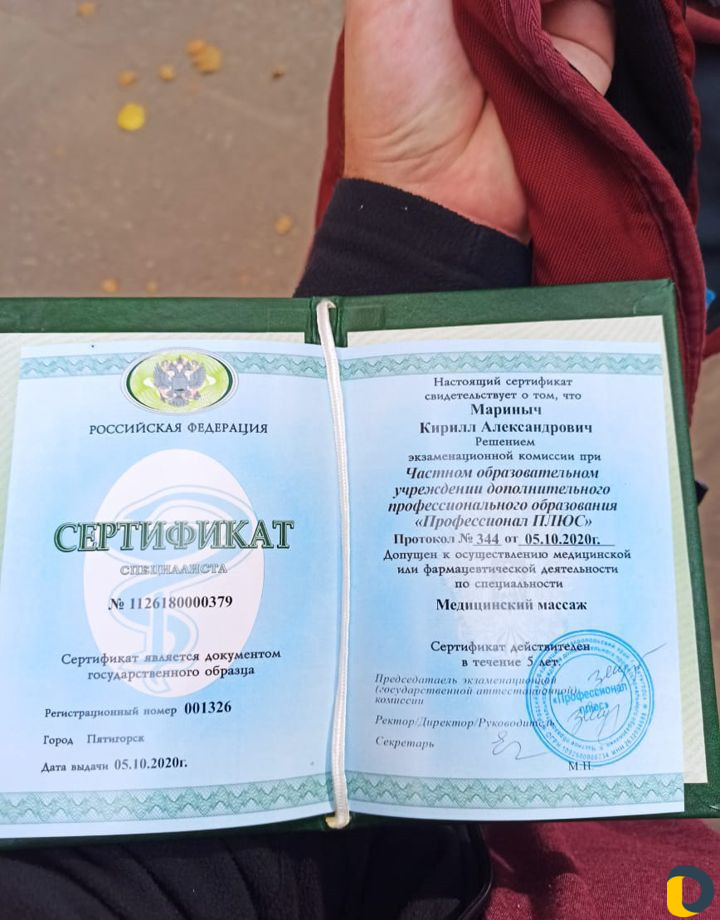 РОССИЙСКАЯ ФЕДЕРАЦИЯ
СЕРТИФИКАТ
СПЕЦИАЛИСТА
№ 1126180000379
Сертификат является документом
государственного образца
Регистрационный номер 001326
Город Пятигорск
Дата выдачи 05.10.2020г.
Настоящий сертификат
свидетельствует о том, что
Мариныч
Кирилл Александрович
Решением
экзаменационной комиссии при
Частном образовательном
учреждении дополнительного
профессионального образования
«Профессионал ПЛЮС»
Протокол № 344 от 05.10.2020г.
Допущен к осуществлению медицинской
или фармацевтической деятельности
по специальности
Медицинский массаж
Сертификат действителен
в течение 5 лет.
Председатаель экзаменационной
(государственной аттестационной)
комиссии
Ректор/Директор/Руководитель
Секретарь
М.П.
«Профессионал
плюс»